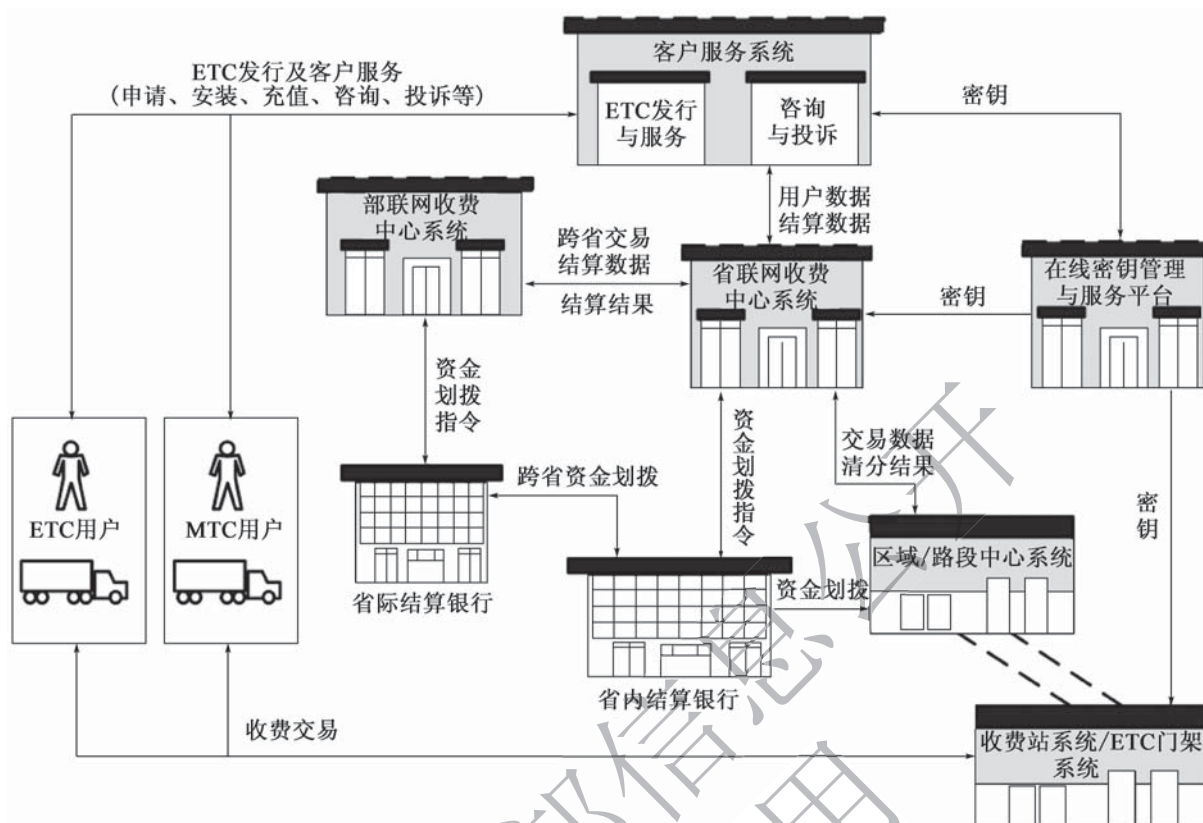 客户服务系统
ETC发行及客户服务
（申请、安装、充值、咨询、投诉等）
ETC发行
与服务
咨询
与投诉
密钥
部联网收费
中心系统
用户数据
结算数据
跨省交易
结算数据
结算结果
省联网收费
中心系统
密钥
在线密钥管理
与服务平台
资金
划拨
指令
资金划拨指令
交易数据
清分结果
密钥
ETC用户
MTC用户
跨省资金划拨
省际结算银行
区域/路段中心系统
资金划拨
省内结算银行
收费交易
收费站系统/ETC门架
系统
部信息公开
用